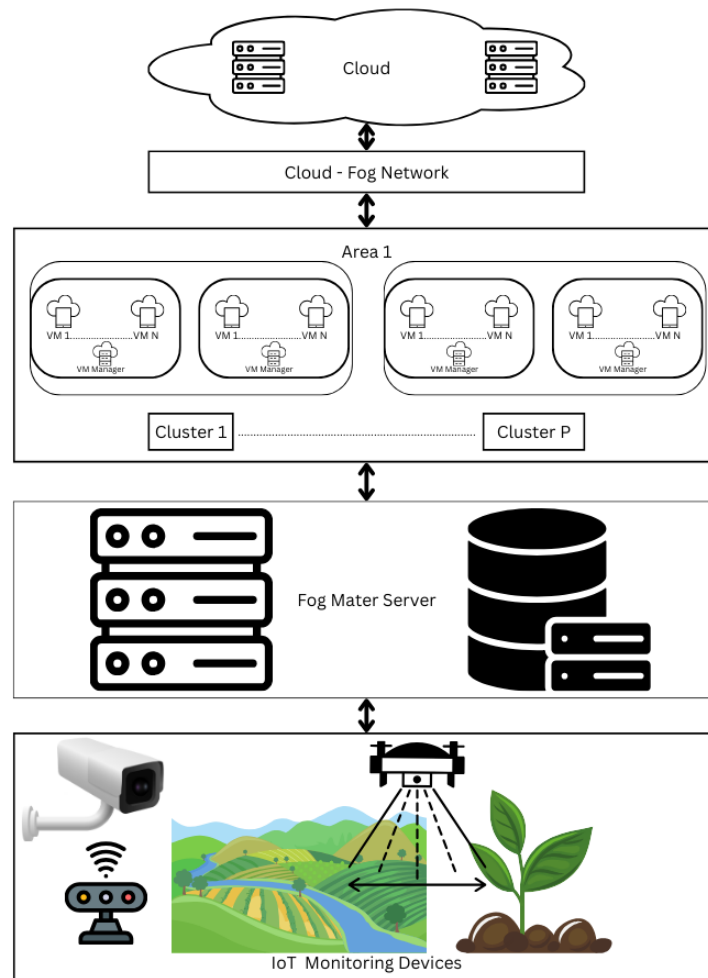 Cloud
Cloud - Fog Network
Area 1
VM 1....................VM N
VM Manager
VM 1....................VM N
VM Manager
VM 1....................VM N
VM Manager
VM 1....................VM N
VM Manager
Cluster 1 ................................................ Cluster P
Fog Mater Server
IoT Monitoring Devices